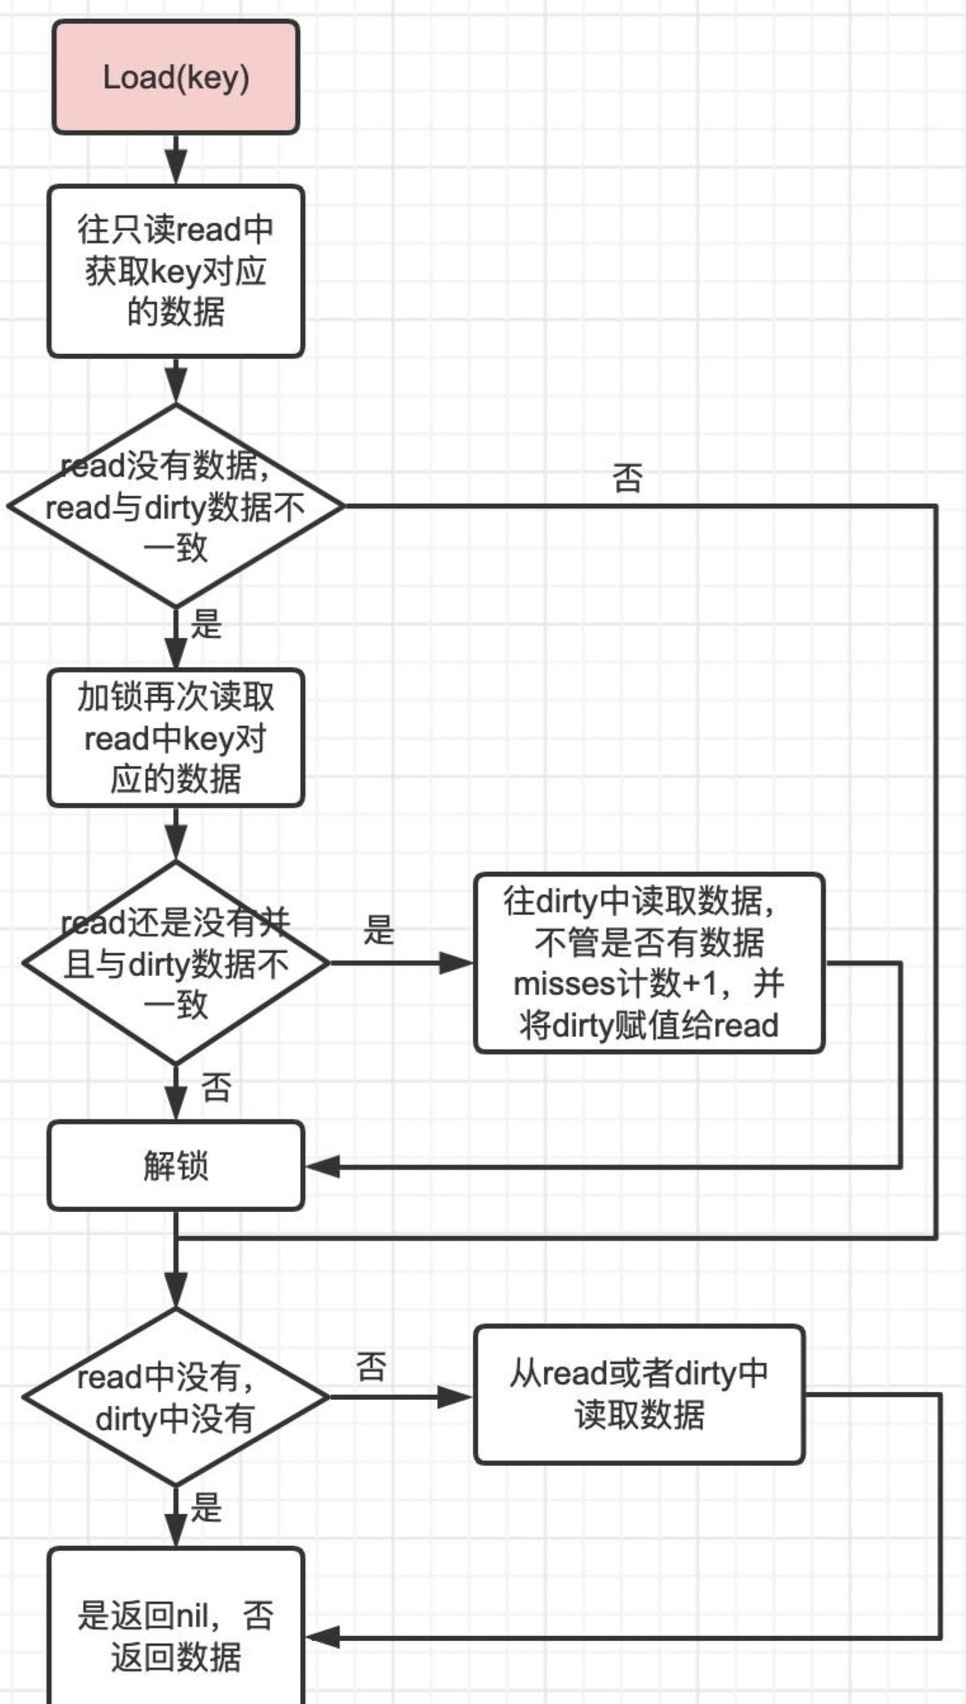 Load(key)
往只读read中
获取key对应
的数据
read没有数据，
read与dirty数据不
一致
否
是
加锁再次读取
read中key对
应的数据
read还是没有并
且与dirty数据不
一致
是
往dirty中读取数据，
不管是否有数据
misses计数+1，并
将dirty赋值给read
否
解锁
read中没有，
dirty中没有
否
从read或者dirty中
读取数据
是
是返回nil，否
返回数据